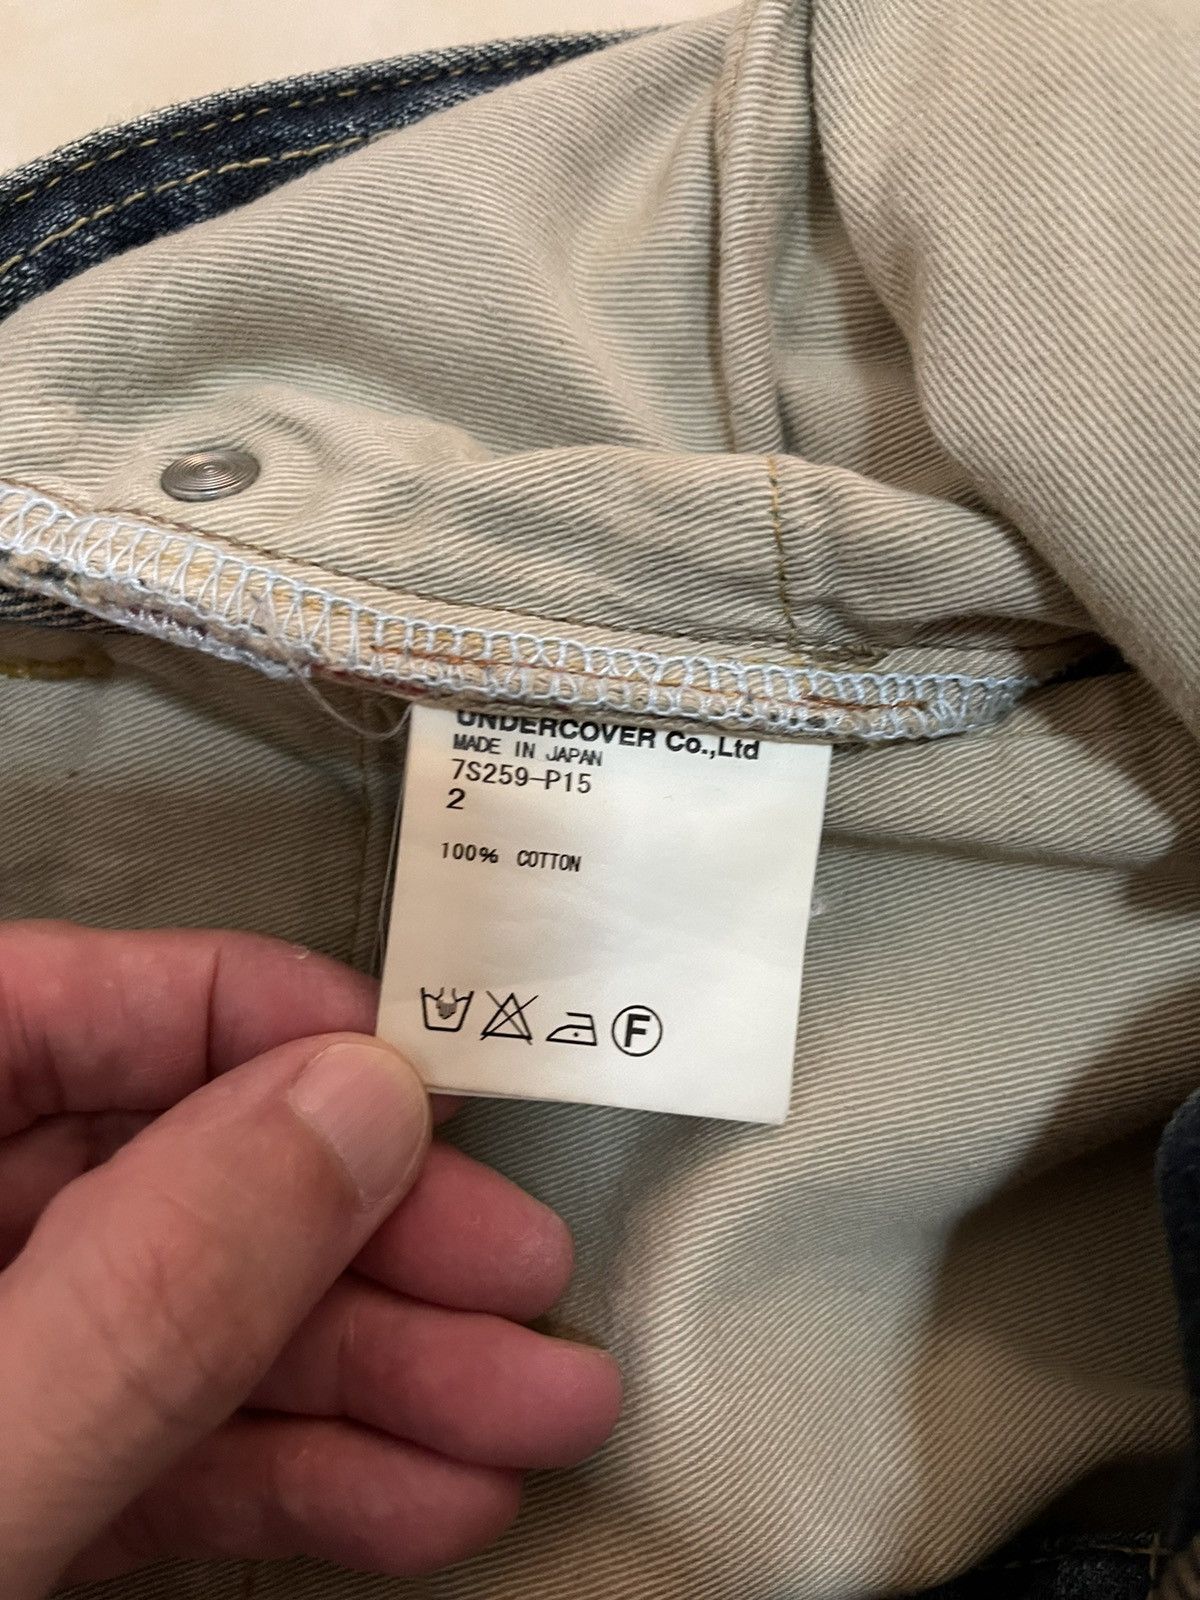 UNDERCOVER Co.,Ltd
MADE IN JAPAN
7S259-P15
2
100% COTTON
F